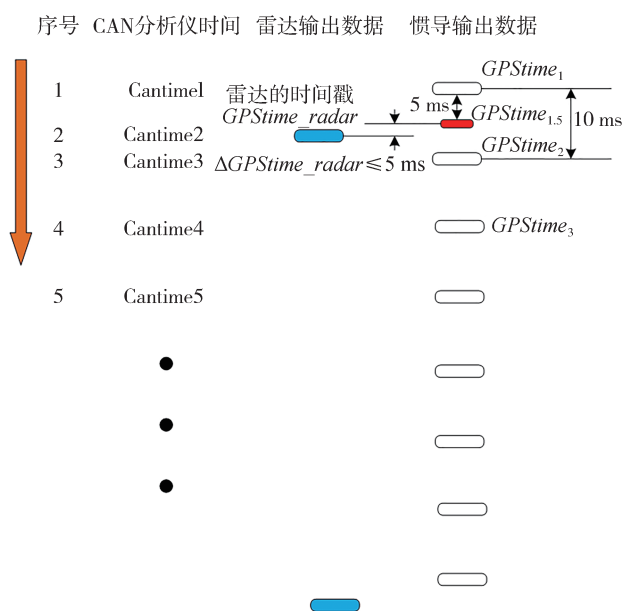 序号 CAN分析仪时间 雷达输出数据 惯导输出数据
GPStime₁
1 Cantime1 雷达的时间戳
5 ms
GPStime_radar
GPStime₁.₅
10 ms
2 Cantime2
GPStime₂
3 Cantime3 ΔGPStime_radar≤5 ms
4 Cantime4 GPStime₃
5 Cantime5